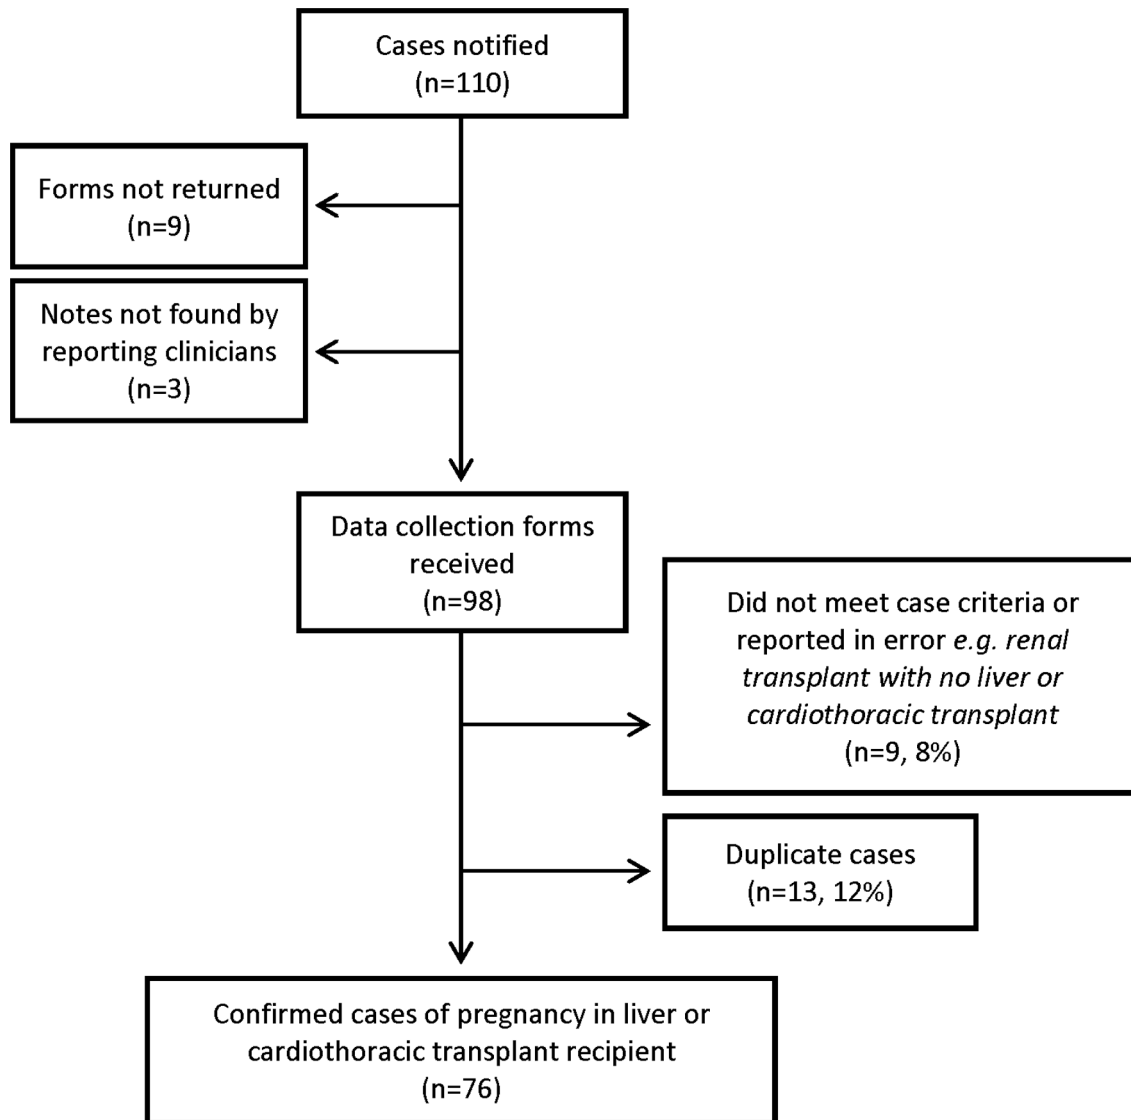 Cases notified
(n=110)
Forms not returned
(n=9)
Notes not found by
reporting clinicians
(n=3)
Data collection forms
received
(n=98)
Did not meet case criteria or
reported in error e.g. renal
transplant with no liver or
cardiothoracic transplant
(n=9, 8%)
Duplicate cases
(n=13, 12%)
Confirmed cases of pregnancy in liver or
cardiothoracic transplant recipient
(n=76)